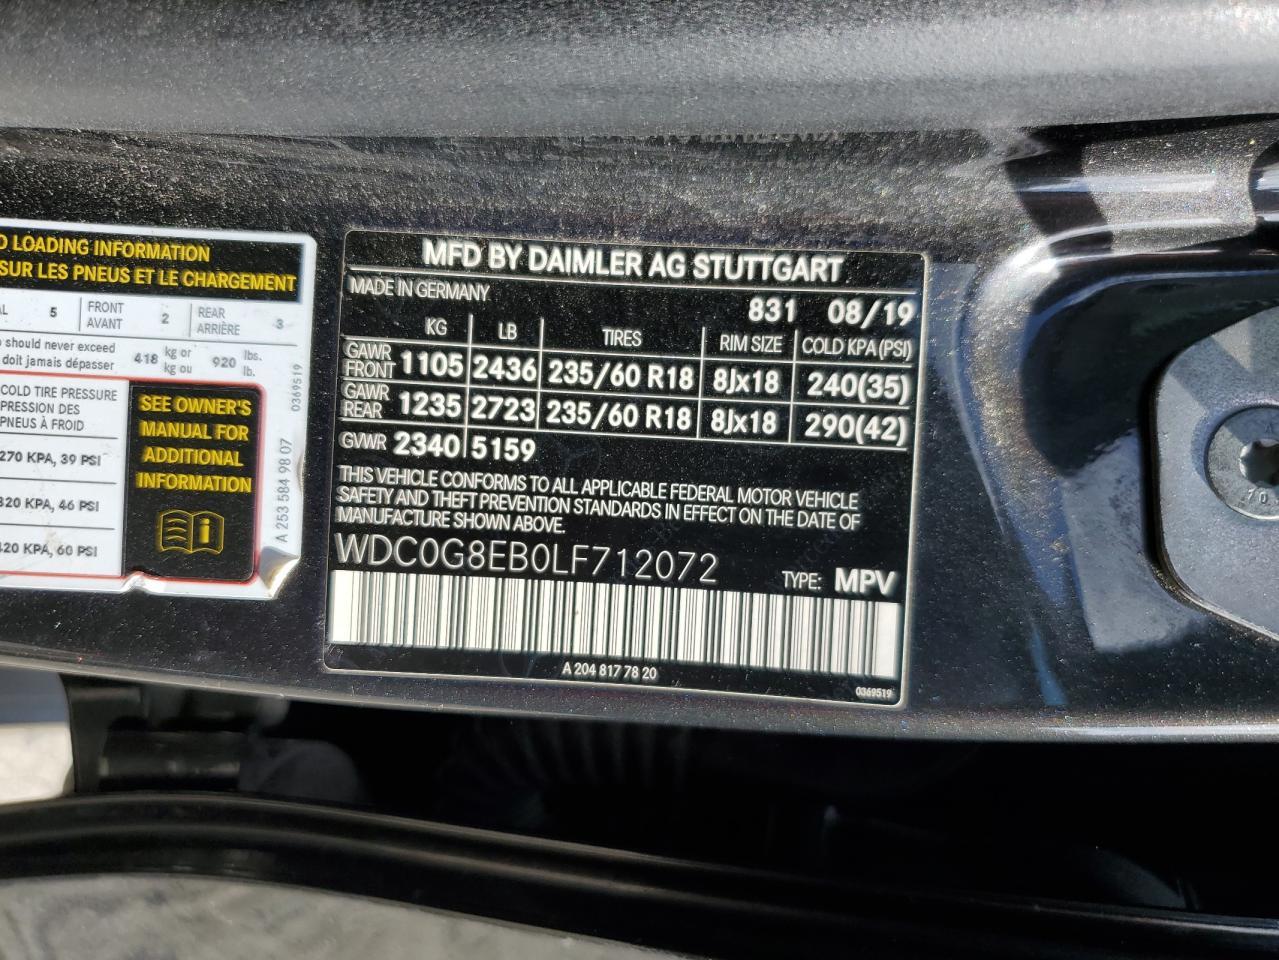 D LOADING INFORMATION
SUR LES PNEUS ET LE CHARGEMENT
AL 5 FRONT AVANT 2 REAR ARRIÈRE 3
should never exceed
doit jamais dépasser 418 kg or kg ou 920 lbs. lb.
COLD TIRE PRESSURE
PRESSION DES
PNEUS À FROID
270 KPA, 39 PSI
320 KPA, 46 PSI
420 KPA, 60 PSI
SEE OWNER'S
MANUAL FOR
ADDITIONAL
INFORMATION
0369519
A 253 584 98 07
MFD BY DAIMLER AG STUTTGART
MADE IN GERMANY 831 08/19
KG LB TIRES RIM SIZE COLD KPA (PSI)
GAWR FRONT 1105 2436 235/60 R18 8Jx18 240(35)
GAWR REAR 1235 2723 235/60 R18 8Jx18 290(42)
GVWR 2340 5159
THIS VEHICLE CONFORMS TO ALL APPLICABLE FEDERAL MOTOR VEHICLE
SAFETY AND THEFT PREVENTION STANDARDS IN EFFECT ON THE DATE OF
MANUFACTURE SHOWN ABOVE.
WDC0G8EB0LF712072 TYPE: MPV
A 204 817 78 20
0369519